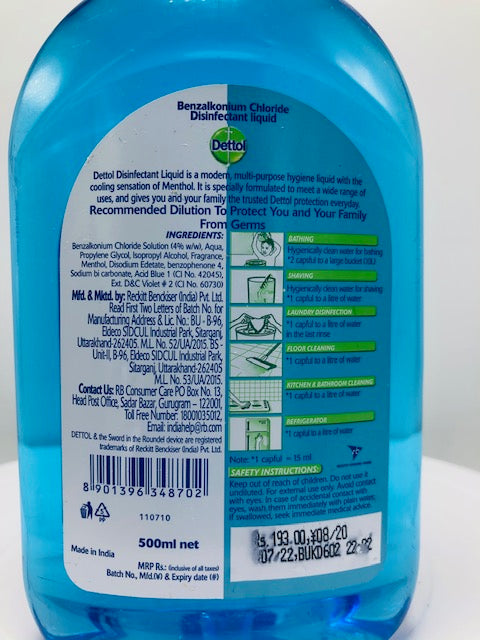 Benzalkonium Chloride
Disinfectant liquid
Dettol
Dettol Disinfectant Liquid is a modern, multi-purpose hygiene liquid with the
cooling sensation of Menthol. It is specially formulated to meet a wide range of
uses, and gives you and your family the trusted Dettol protection everyday.
Recommended Dilution To Protect You and Your Family
From Germs
INGREDIENTS:
Benzalkonium Chloride Solution (4% w/w), Aqua,
Propylene Glycol, Isopropyl Alcohol, Fragrance,
Menthol, Disodium Edetate, benzophenone 4,
Sodium bi carbonate, Acid Blue 1 (CI No. 42045),
Ext. D&C Violet # 2 (CI No. 60730)
Mfd. & Mktd. by: Reckitt Benckiser (India) Pvt. Ltd.
Read First Two Letters of Batch No. for
Manufacturing Address & Lic. No.: BU - B-96,
Eldeco SIDCUL Industrial Park, Sitarganj,
Uttarakhand-262405. M.L. No. 52/UA/2015. BS -
Unit-II, B-96, Eldeco SIDCUL Industrial Park,
Sitarganj, Uttarakhand-262405
M.L. No. 53/UA/2015.
Contact Us: RB Consumer Care PO Box No. 13,
Head Post Office, Sadar Bazar, Gurugram – 122001,
Toll Free Number: 18001035012,
Email: indiahelp@rb.com
DETTOL & the Sword in the Roundel device are registered
trademarks of Reckitt Benckiser (India) Pvt. Ltd.
8 901396 348702
PP
110710
Made in India
500ml net
MRP Rs.: (inclusive of all taxes)
Batch No., Mfd.(¥) & Expiry date (#)
BATHING
Hygienically clean water for bathing
*2 capsful to a large bucket (18L)
SHAVING
Hygienically clean water for shaving
*1 capful to a litre of water
LAUNDRY DISINFECTION
*1 capful to a litre of water
in the last rinse
FLOOR CLEANING
*1 capful to a litre of water
KITCHEN & BATHROOM CLEANING
*1 capful to a litre of water
REFRIGERATOR
*1 capful to a litre of water
Note: *1 capful = 15 ml
SAFETY INSTRUCTIONS:
Keep out of reach of children. Do not use it
undiluted. For external use only. Avoid contact
with eyes. In case of accidental contact with
eyes, wash them immediately with plain water,
If swallowed, seek immediate medical advice.
Rs. 193.00,¥08/20
07/22,BUKD602 22:02